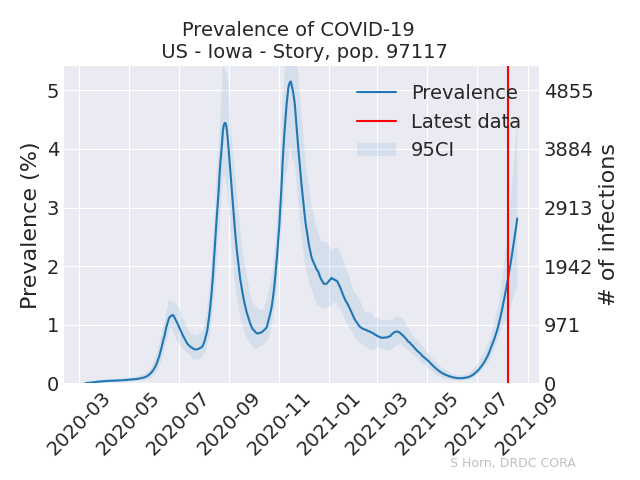 Prevalence of COVID-19
US - Iowa - Story, pop. 97117
Prevalence (%)
5
4
3
2
1
0
Prevalence
Latest data
95CI
4855
3884
2913
1942
971
0
# of infections
2020-03
2020-05
2020-07
2020-09
2020-11
2021-01
2021-03
2021-05
2021-07
2021-09
S Horn, DRDC CORA